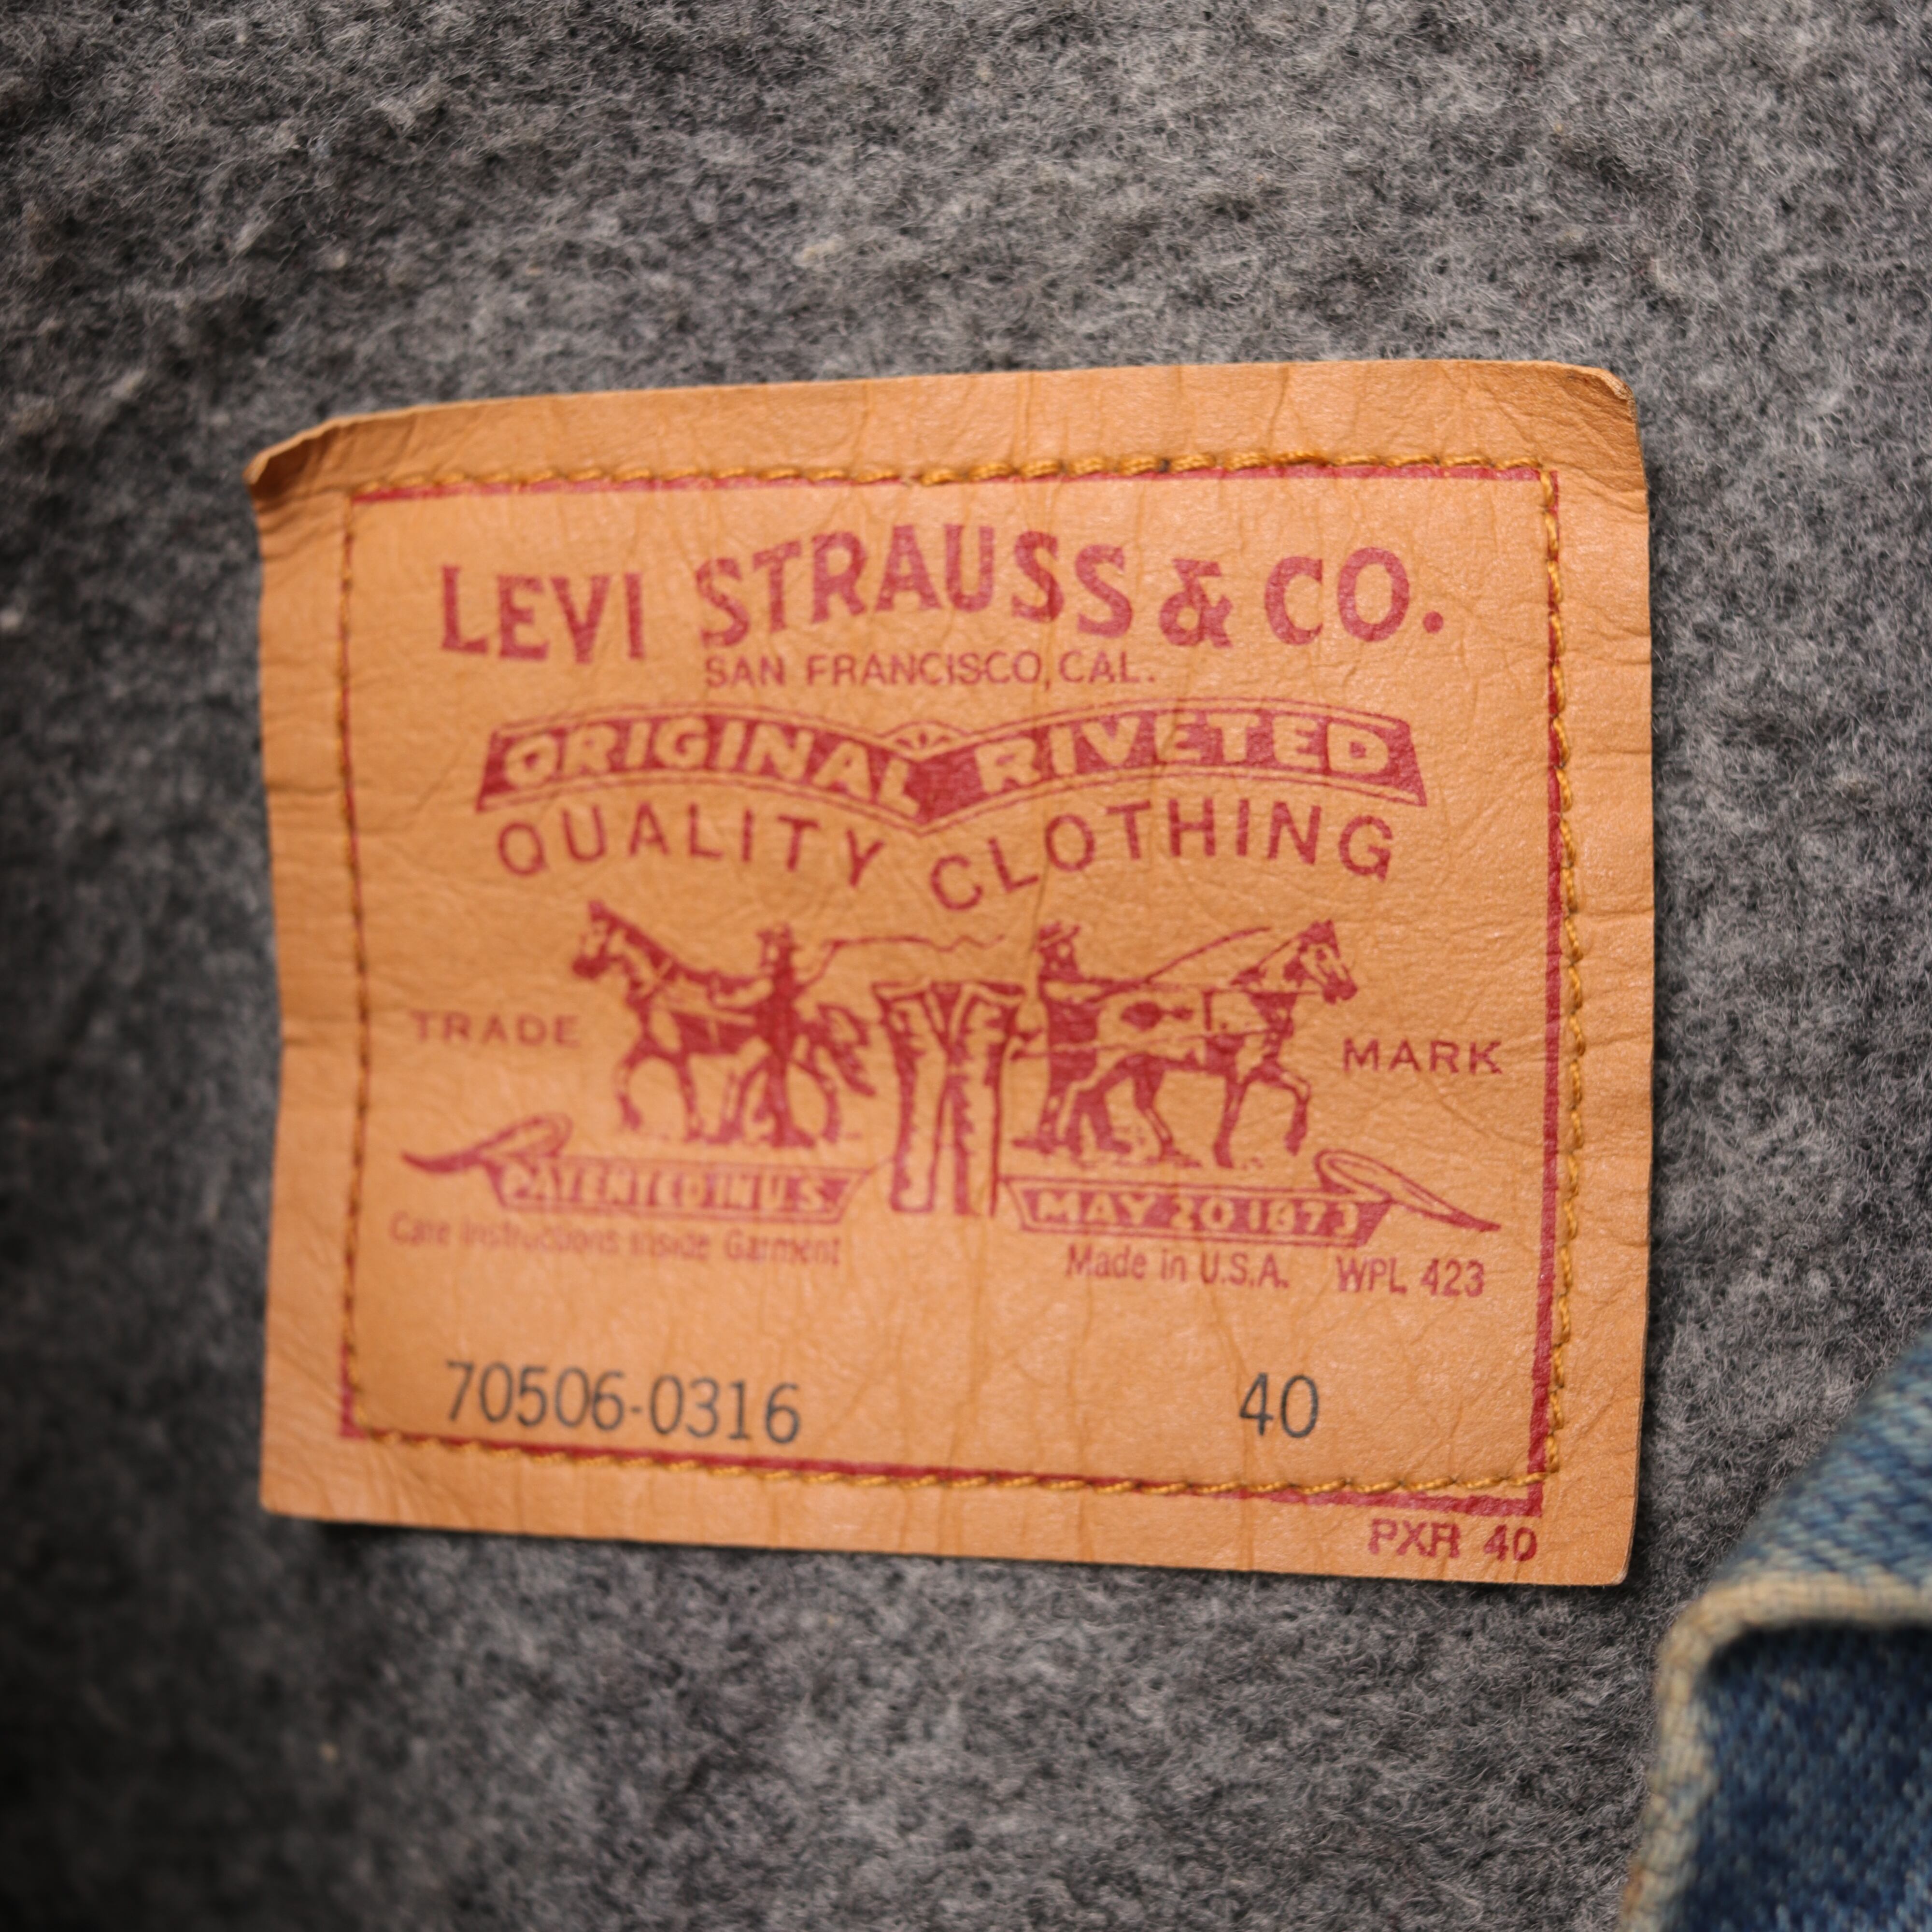 LEVI STRAUSS & CO.
SAN FRANCISCO, CAL.
ORIGINAL RIVETED
QUALITY CLOTHING
TRADE MARK
PATENTED IN U.S. MAY 20 1873
Care Instructions Inside Garment
Made in U.S.A. WPL 423
70506-0316 40
PXR 40